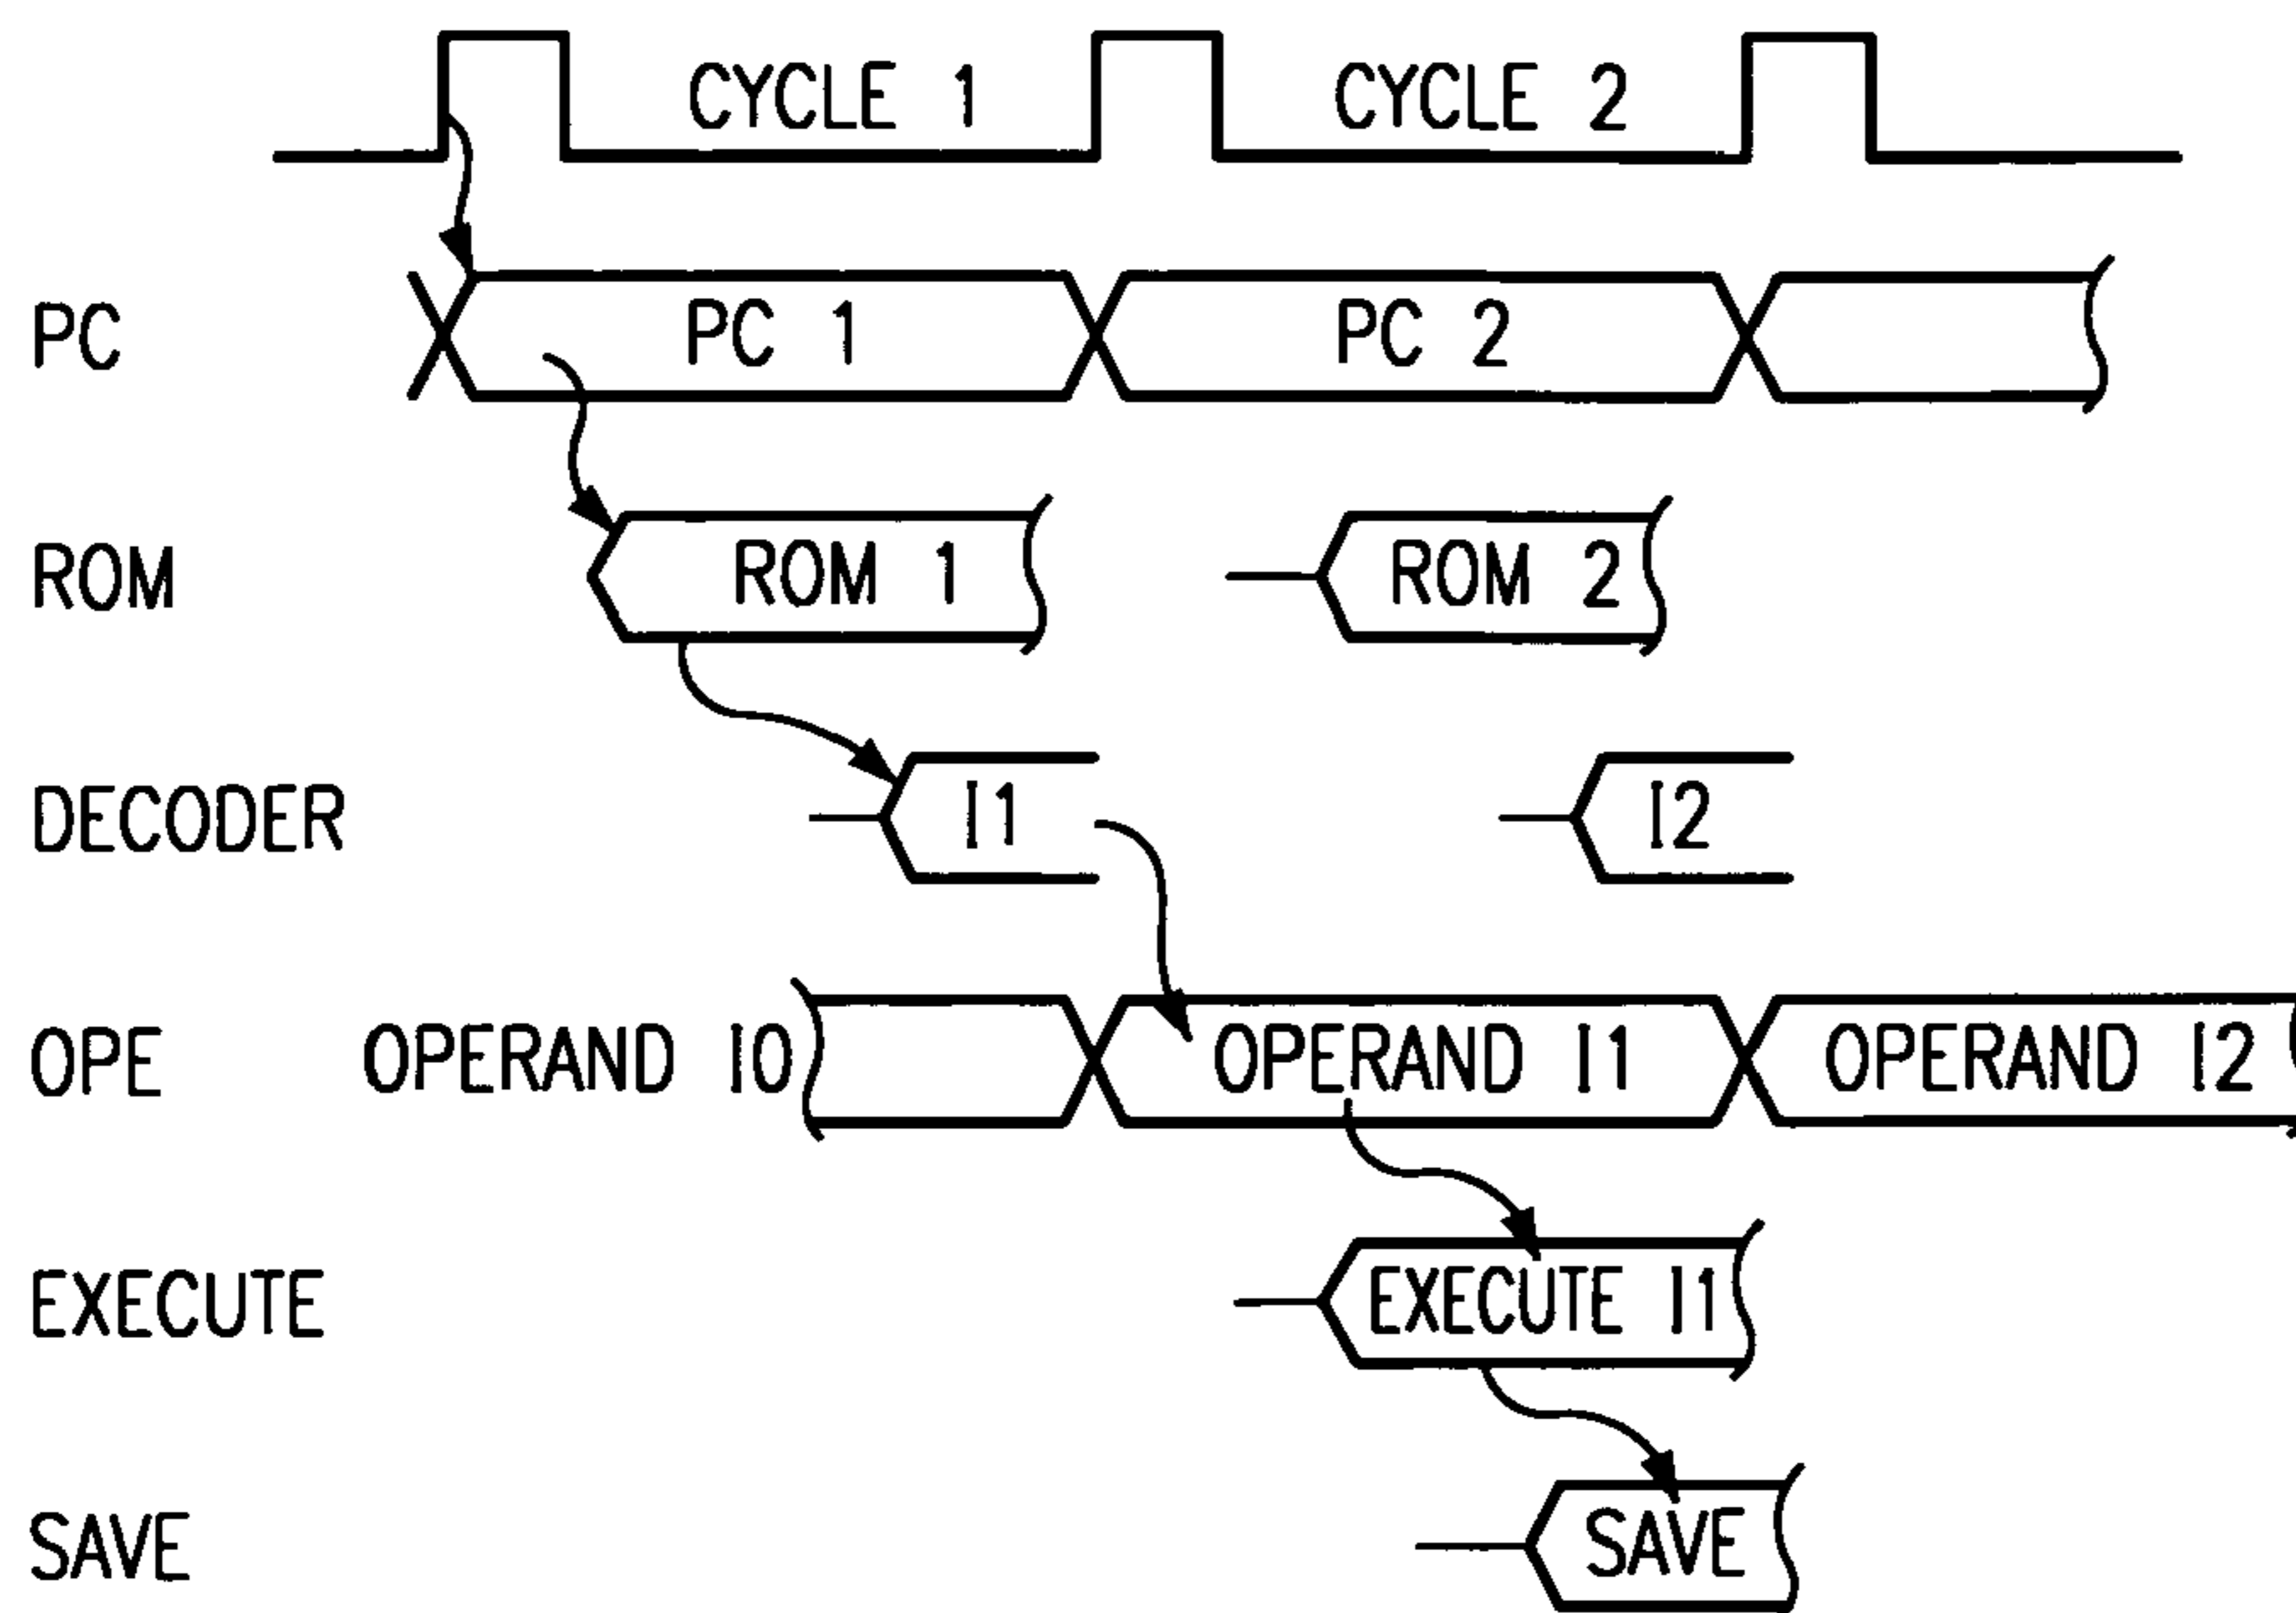 CYCLE 1 CYCLE 2
PC PC 1 PC 2
ROM ROM 1 ROM 2
DECODER I1 I2
OPE OPERAND I0 OPERAND I1 OPERAND I2
EXECUTE EXECUTE I1
SAVE SAVE